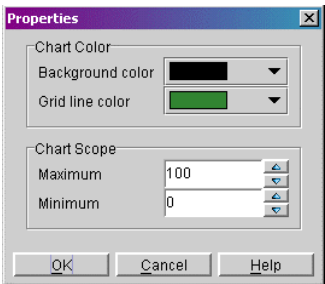 Properties
Chart Color
Background color
Grid line color
Chart Scope
Maximum 100
Minimum 0
OK Cancel Help